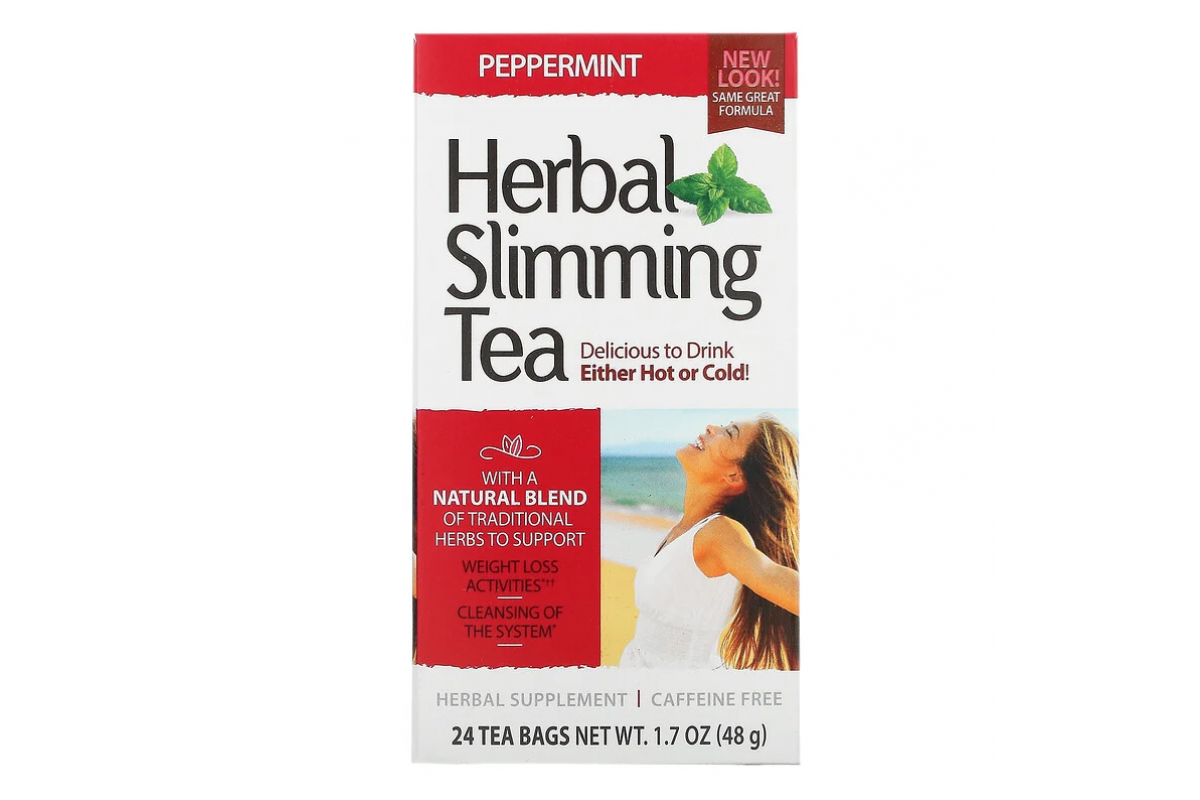 PEPPERMINT
NEW
LOOK!
SAME GREAT
FORMULA
Herbal
Slimming
Tea
Delicious to Drink
Either Hot or Cold!
WITH A
NATURAL BLEND
OF TRADITIONAL
HERBS TO SUPPORT
WEIGHT LOSS
ACTIVITIES*††
CLEANSING OF
THE SYSTEM*
HERBAL SUPPLEMENT | CAFFEINE FREE
24 TEA BAGS NET WT. 1.7 OZ (48 g)